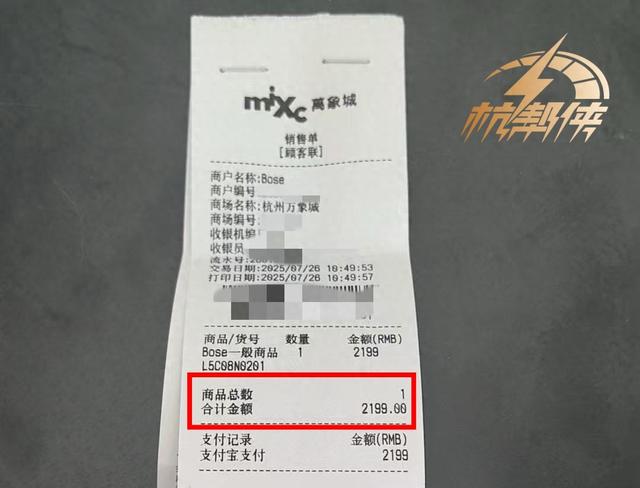 杭帮侠
mixc 萬象城
销售单
[顾客联]
商户名称:Bose
商户编号
商场名称:杭州万象城
商场编号:
收银机编
收银员
流水号:
交易日期:2025/07/26 10:49:53
打印日期:2025/07/26 10:49:57
商品/货号 数量 金额(RMB)
Bose一般商品 1 2199
L5C08N0201
商品总数 1
合计金额 2199.00
支付记录 金额(RMB)
支付宝支付 2199